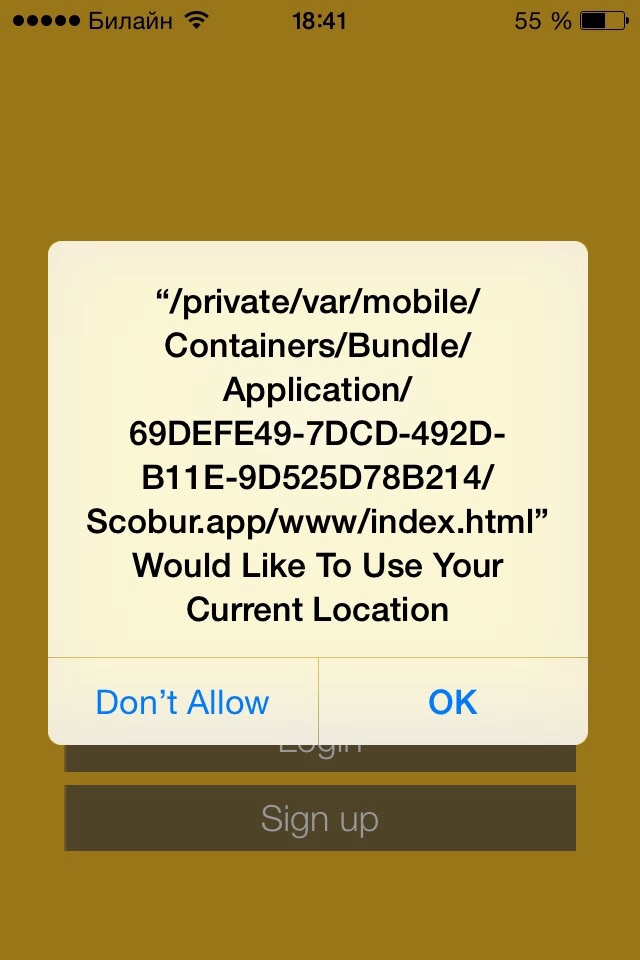 Билайн 18:41 55 %
“/private/var/mobile/
Containers/Bundle/
Application/
69DEFE49-7DCD-492D-
B11E-9D525D78B214/
Scobur.app/www/index.html”
Would Like To Use Your
Current Location
Don’t Allow OK
Login
Sign up